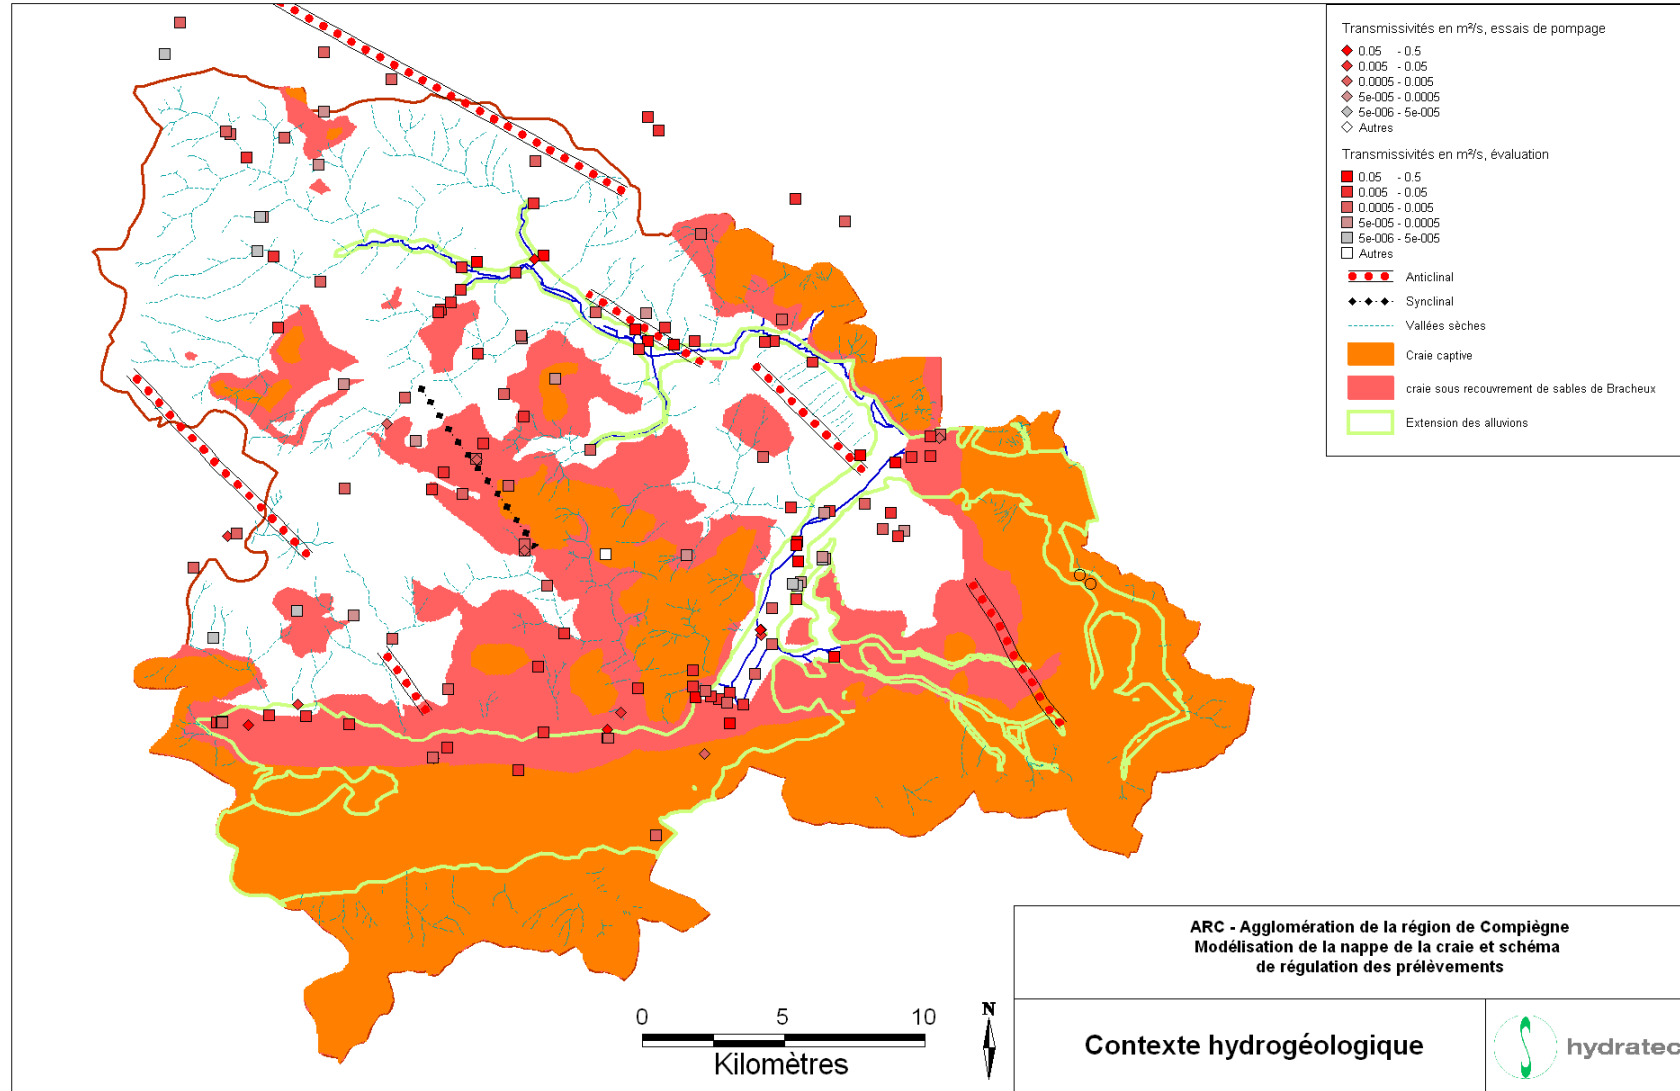 Transmissivités en m²/s, essais de pompage
0.05 - 0.5
0.005 - 0.05
0.0005 - 0.005
5e-005 - 0.0005
5e-006 - 5e-005
Autres
Transmissivités en m²/s, évaluation
0.05 - 0.5
0.005 - 0.05
0.0005 - 0.005
5e-005 - 0.0005
5e-006 - 5e-005
Autres
Anticlinal
Synclinal
Vallées sèches
Craie captive
craie sous recouvrement de sables de Bracheux
Extension des alluvions
0 5 10
Kilomètres
N
ARC - Agglomération de la région de Compiègne
Modélisation de la nappe de la craie et schéma
de régulation des prélèvements
Contexte hydrogéologique
hydratec